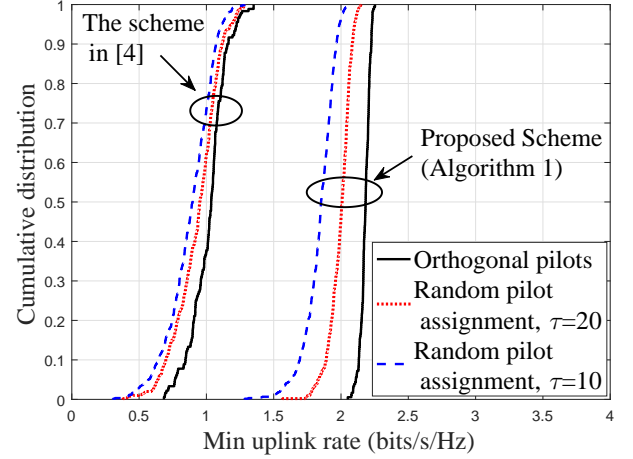 The scheme
in [4]
Proposed Scheme
(Algorithm 1)
Orthogonal pilots
Random pilot
assignment, τ=20
Random pilot
assignment, τ=10
Cumulative distribution
1
0.9
0.8
0.7
0.6
0.5
0.4
0.3
0.2
0.1
0
0 0.5 1 1.5 2 2.5 3 3.5 4
Min uplink rate (bits/s/Hz)